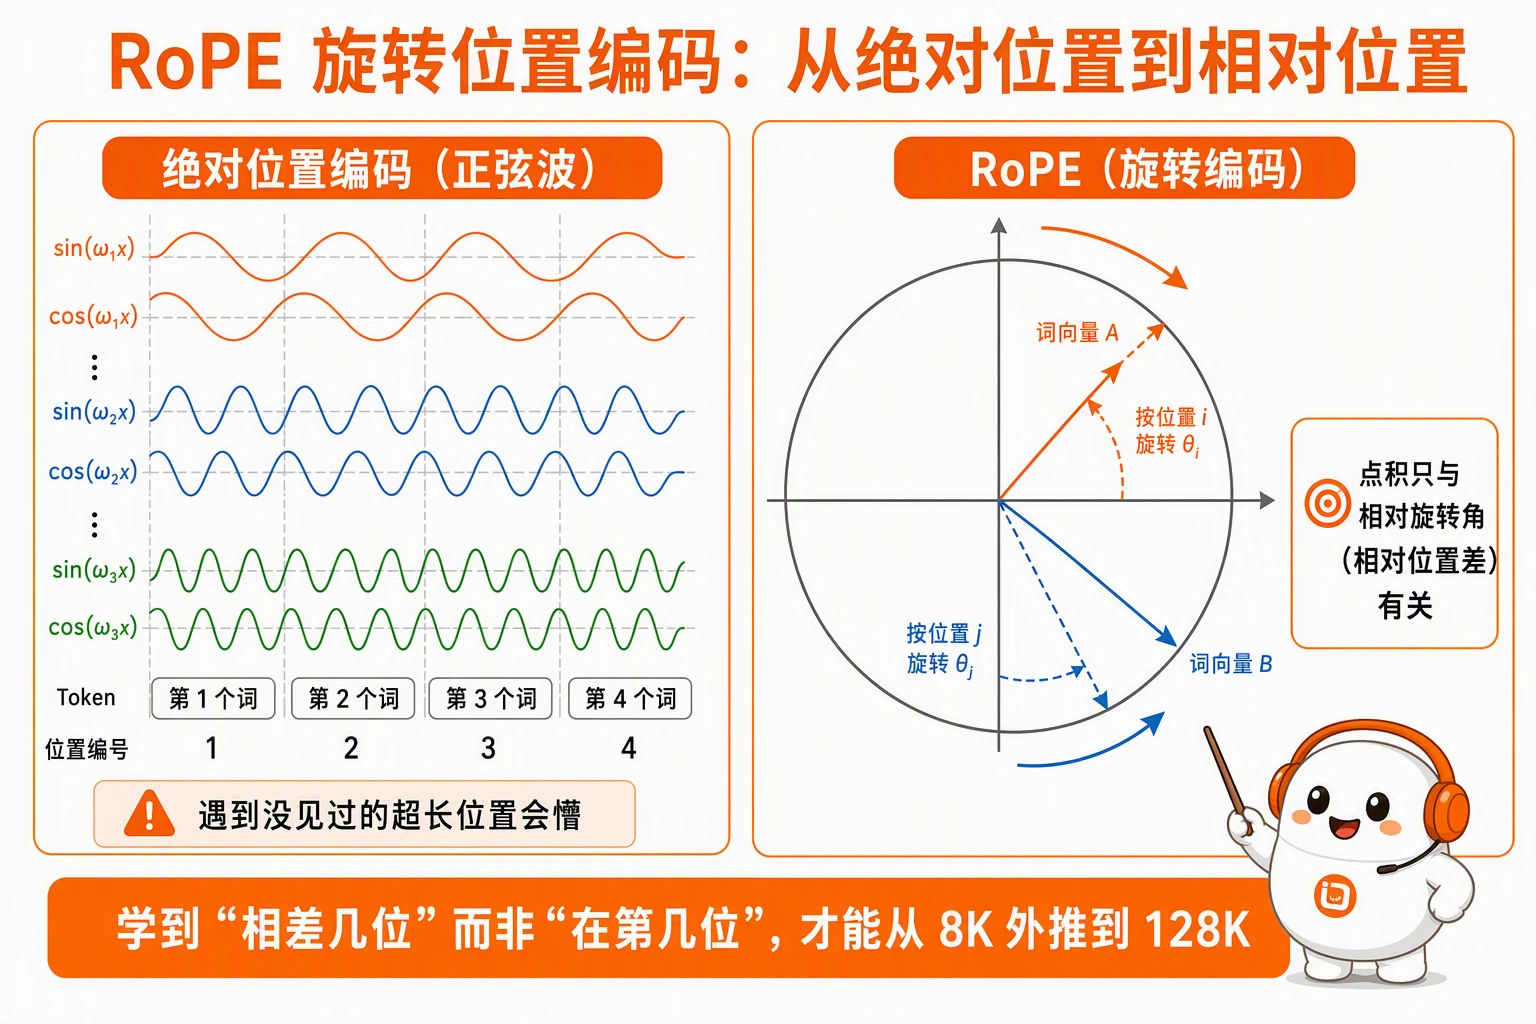 RoPE 旋转位置编码：从绝对位置到相对位置
绝对位置编码（正弦波）
sin(ω₁x)
cos(ω₁x)
⋮
sin(ω₂x)
cos(ω₂x)
⋮
sin(ω₃x)
cos(ω₃x)
Token 第 1 个词 第 2 个词 第 3 个词 第 4 个词
位置编号 1 2 3 4
遇到没见过的超长位置会懵
RoPE（旋转编码）
词向量 A
按位置 i
旋转 θᵢ
按位置 j
旋转 θⱼ
词向量 B
点积只与
相对旋转角
（相对位置差）
有关
学到“相差几位”而非“在第几位”，才能从 8K 外推到 128K